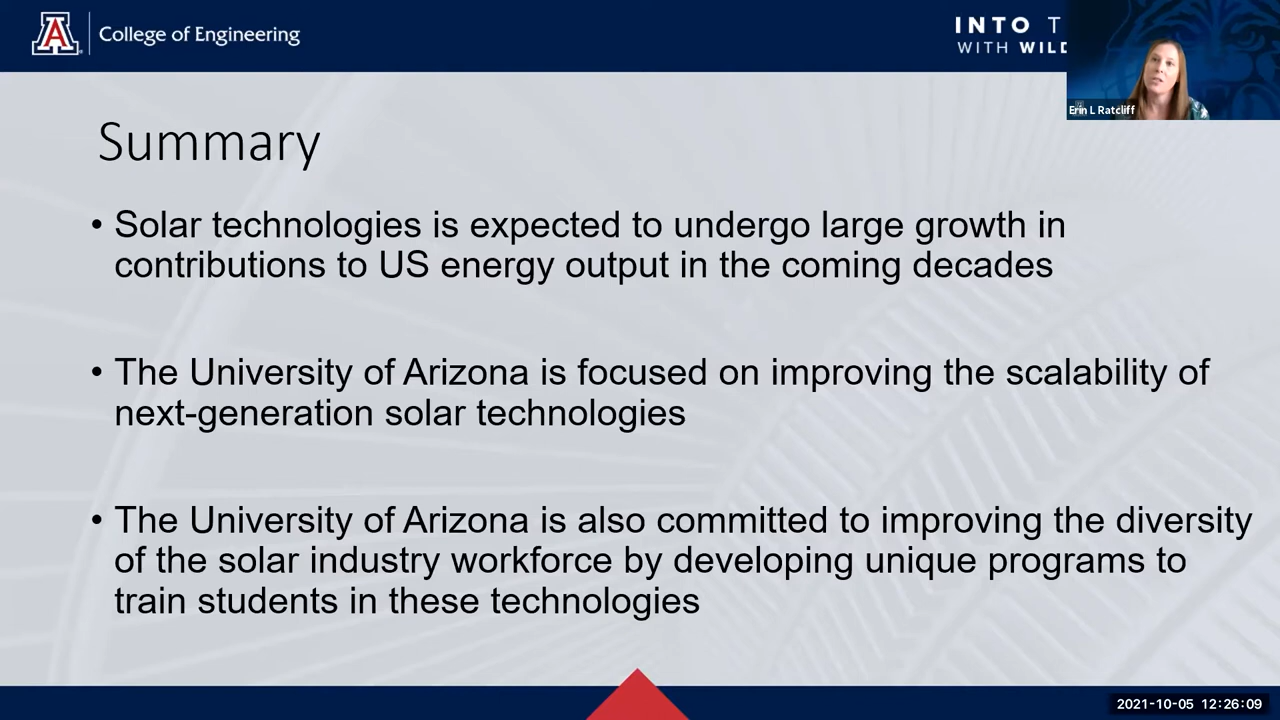 College of Engineering
INTO T
WITH WILD
Erin L Ratcliff
Summary
• Solar technologies is expected to undergo large growth in
contributions to US energy output in the coming decades
• The University of Arizona is focused on improving the scalability of
next-generation solar technologies
• The University of Arizona is also committed to improving the diversity
of the solar industry workforce by developing unique programs to
train students in these technologies
2021-10-05 12:26:09